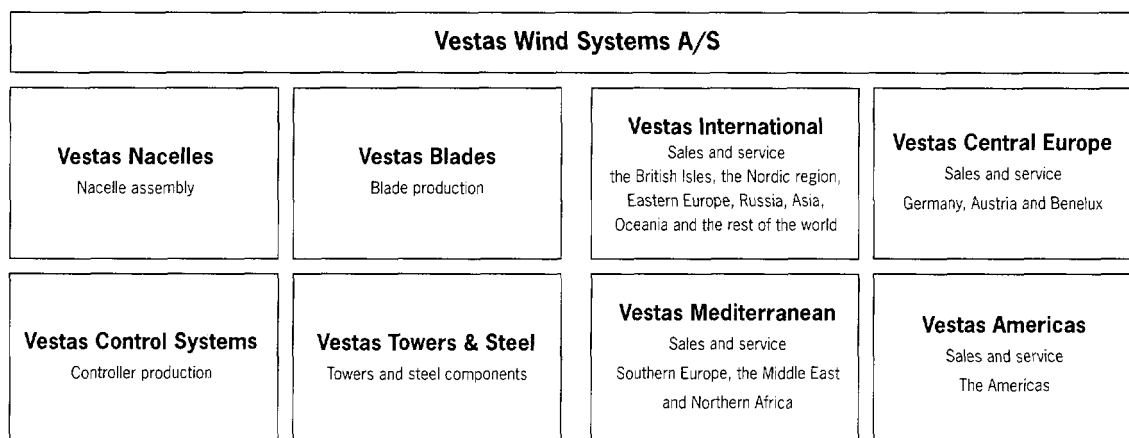 Vestas Wind Systems A/S
Vestas Nacelles
Nacelle assembly
Vestas Blades
Blade production
Vestas International
Sales and service
the British Isles, the Nordic region,
Eastern Europe, Russia, Asia,
Oceania and the rest of the world
Vestas Central Europe
Sales and service
Germany, Austria and Benelux
Vestas Control Systems
Controller production
Vestas Towers & Steel
Towers and steel components
Vestas Mediterranean
Sales and service
Southern Europe, the Middle East
and Northern Africa
Vestas Americas
Sales and service
The Americas